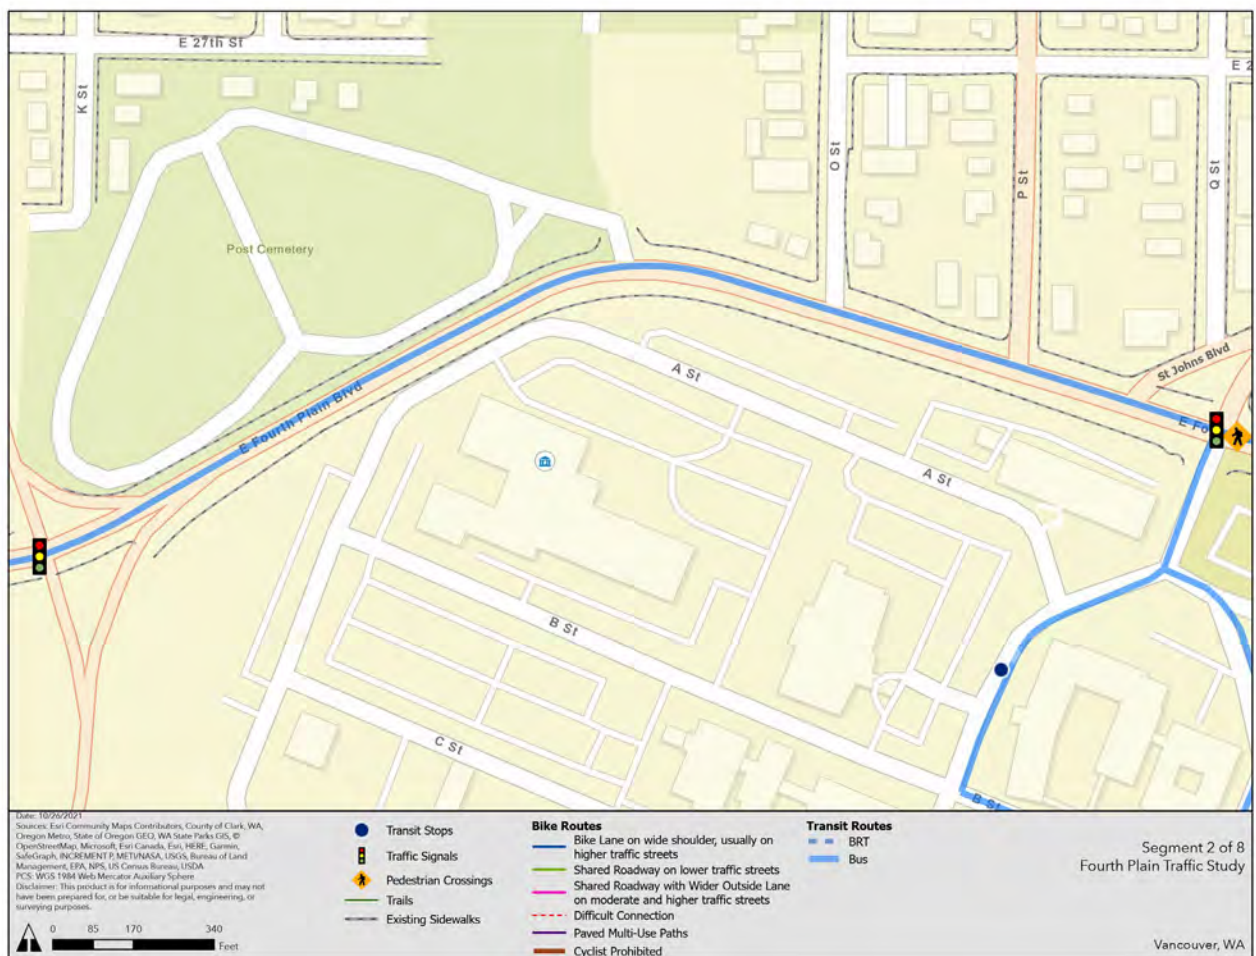 E 27th St
K St
O St
P St
Q St
E 2
Post Cemetery
St Johns Blvd
E Fo
A St
A St
E Fourth Plain Blvd
B St
C St
B St
Date: 10/26/2021
Sources: Esri Community Maps Contributors, County of Clark, WA,
Oregon Metro, State of Oregon GEO, WA State Parks GIS, ©
OpenStreetMap, Microsoft, Esri Canada, Esri, HERE, Garmin,
SafeGraph, INCREMENT P, METI/NASA, USGS, Bureau of Land
Management, EPA, NPS, US Census Bureau, USDA
PCS: WGS 1984 Web Mercator Auxiliary Sphere
Disclaimer: This product is for informational purposes and may not
have been prepared for, or be suitable for legal, engineering, or
surveying purposes.
0 85 170 340
Feet
Transit Stops
Traffic Signals
Pedestrian Crossings
Trails
Existing Sidewalks
Bike Routes
Bike Lane on wide shoulder, usually on
higher traffic streets
Shared Roadway on lower traffic streets
Shared Roadway with Wider Outside Lane
on moderate and higher traffic streets
Difficult Connection
Paved Multi-Use Paths
Cyclist Prohibited
Transit Routes
BRT
Bus
Segment 2 of 8
Fourth Plain Traffic Study
Vancouver, WA